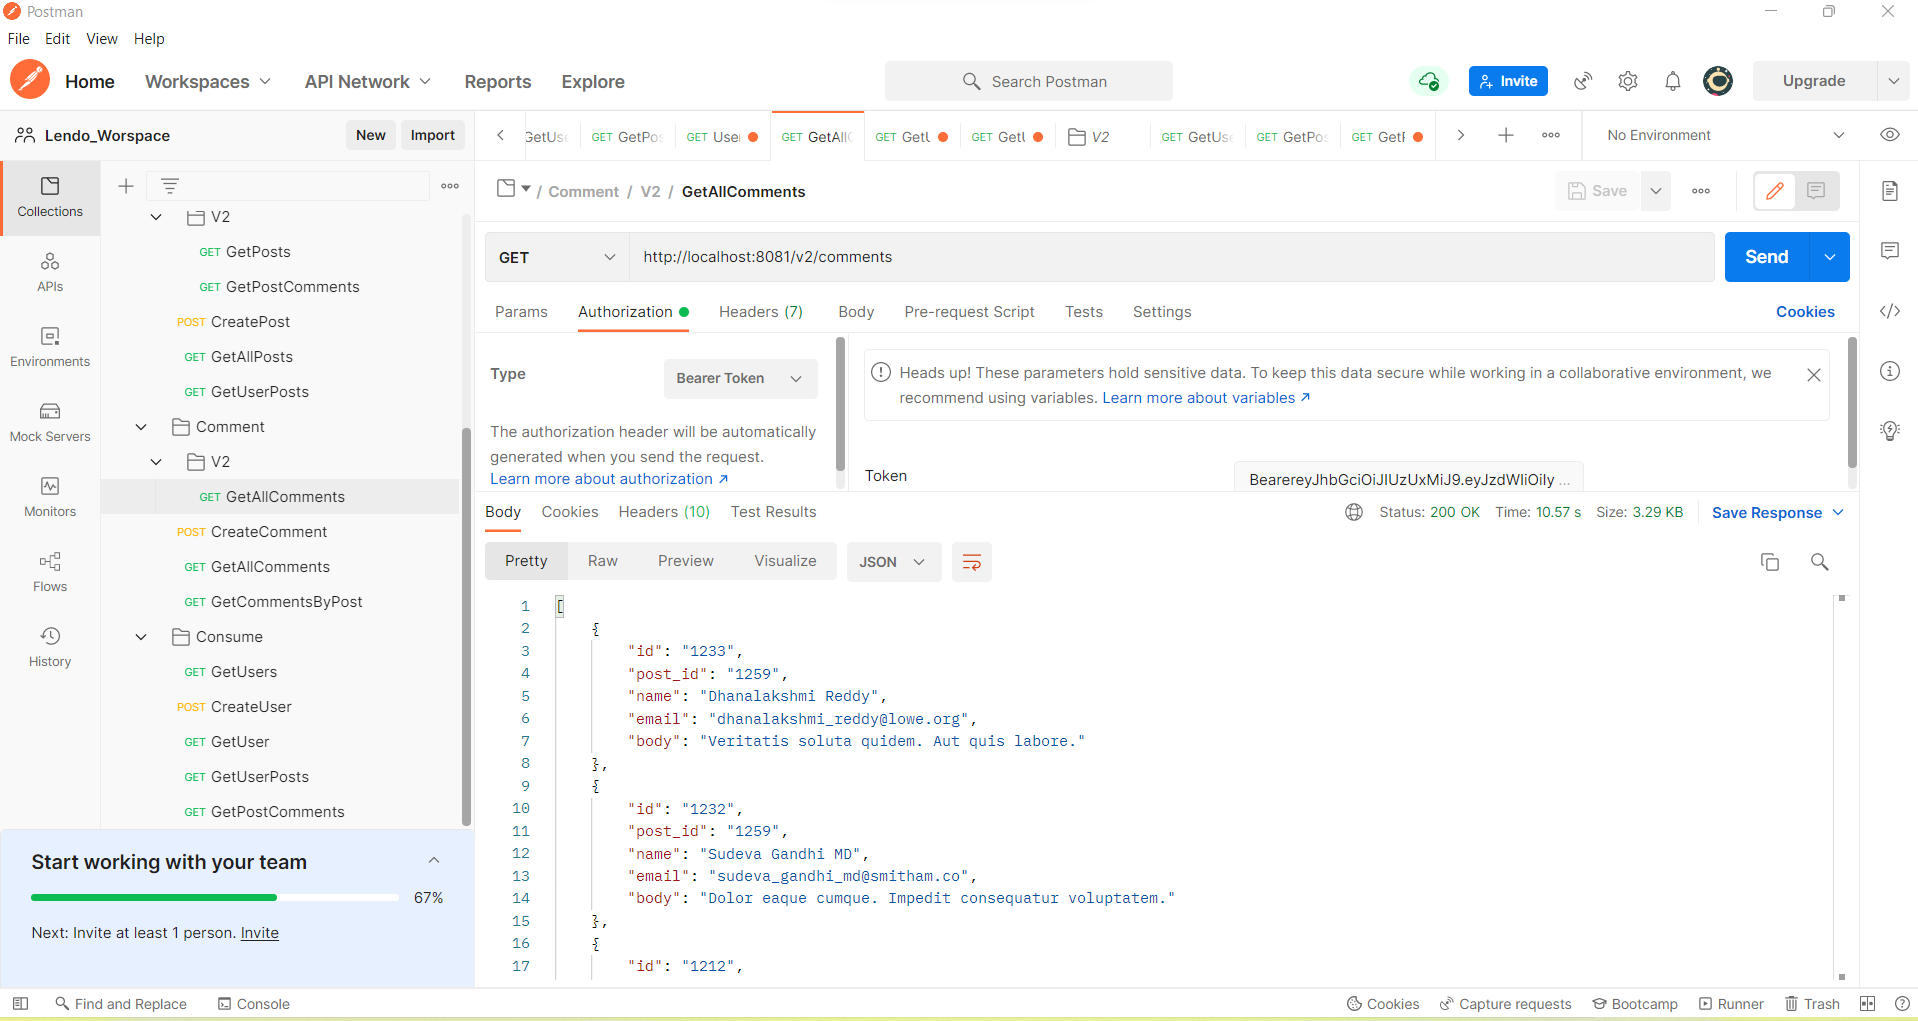 Postman
File Edit View Help
Home Workspaces API Network Reports Explore Search Postman Invite Upgrade
Lendo_Worspace New Import
GET GetPos GET User GET GetAllC GET GetU GET GetU V2 GET GetUse GET GetPos GET GetF No Environment
Collections
APIs
Environments
Mock Servers
Monitors
Flows
History
V2
GET GetPosts
GET GetPostComments
POST CreatePost
GET GetAllPosts
GET GetUserPosts
Comment
V2
GET GetAllComments
POST CreateComment
GET GetAllComments
GET GetCommentsByPost
Consume
GET GetUsers
POST CreateUser
GET GetUser
GET GetUserPosts
GET GetPostComments
Start working with your team
67%
Next: Invite at least 1 person. Invite
/ Comment / V2 / GetAllComments Save
GET http://localhost:8081/v2/comments Send
Params Authorization Headers (7) Body Pre-request Script Tests Settings Cookies
Type Bearer Token
The authorization header will be automatically
generated when you send the request.
Learn more about authorization ↗
Heads up! These parameters hold sensitive data. To keep this data secure while working in a collaborative environment, we
recommend using variables. Learn more about variables ↗
Token BearereyJhbGciOiJIUzUxMiJ9.eyJzdWIiOily ...
Body Cookies Headers (10) Test Results Status: 200 OK Time: 10.57 s Size: 3.29 KB Save Response
Pretty Raw Preview Visualize JSON
1 [
2 {
3 "id": "1233",
4 "post_id": "1259",
5 "name": "Dhanalakshmi Reddy",
6 "email": "dhanalakshmi_reddy@lowe.org",
7 "body": "Veritatis soluta quidem. Aut quis labore."
8 },
9 {
10 "id": "1232",
11 "post_id": "1259",
12 "name": "Sudeva Gandhi MD",
13 "email": "sudeva_gandhi_md@smitham.co",
14 "body": "Dolor eaque cumque. Impedit consequatur voluptatem."
15 },
16 {
17 "id": "1212",
Find and Replace Console Cookies Capture requests Bootcamp Runner Trash